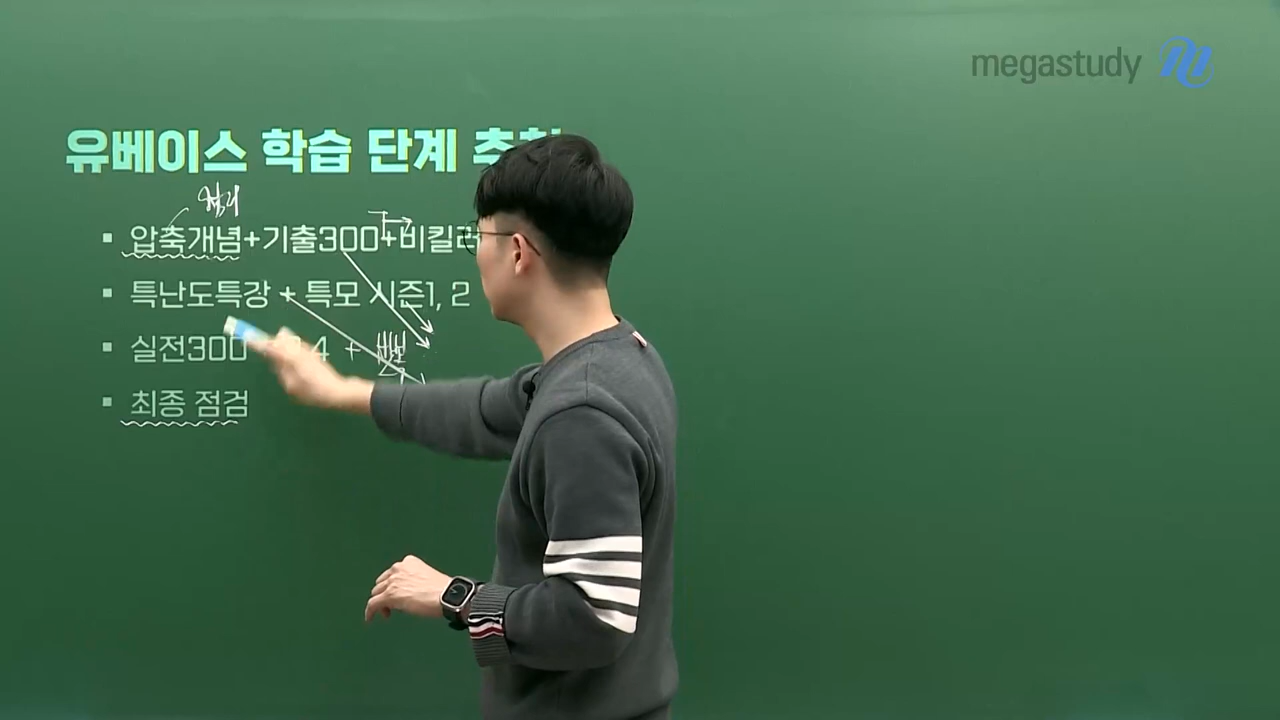 megastudy
유베이스 학습 단계
압축개념+기출300+비킬러
특난도특강 + 특모 시즌1, 2
실전300 4 +
최종 점검